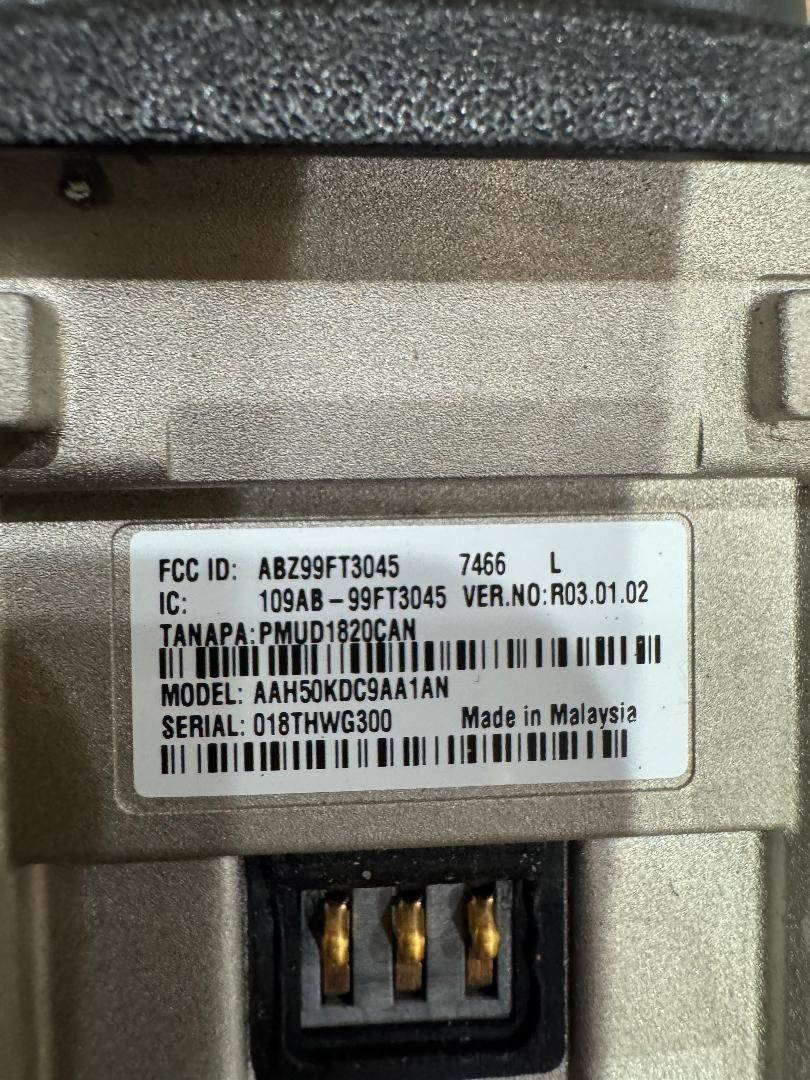 FCC ID: ABZ99FT3045 7466 L
IC: 109AB-99FT3045 VER.NO:R03.01.02
TANAPA:PMUD1820CAN
MODEL: AAH50KDC9AA1AN
SERIAL: 018THWG300 Made in Malaysia